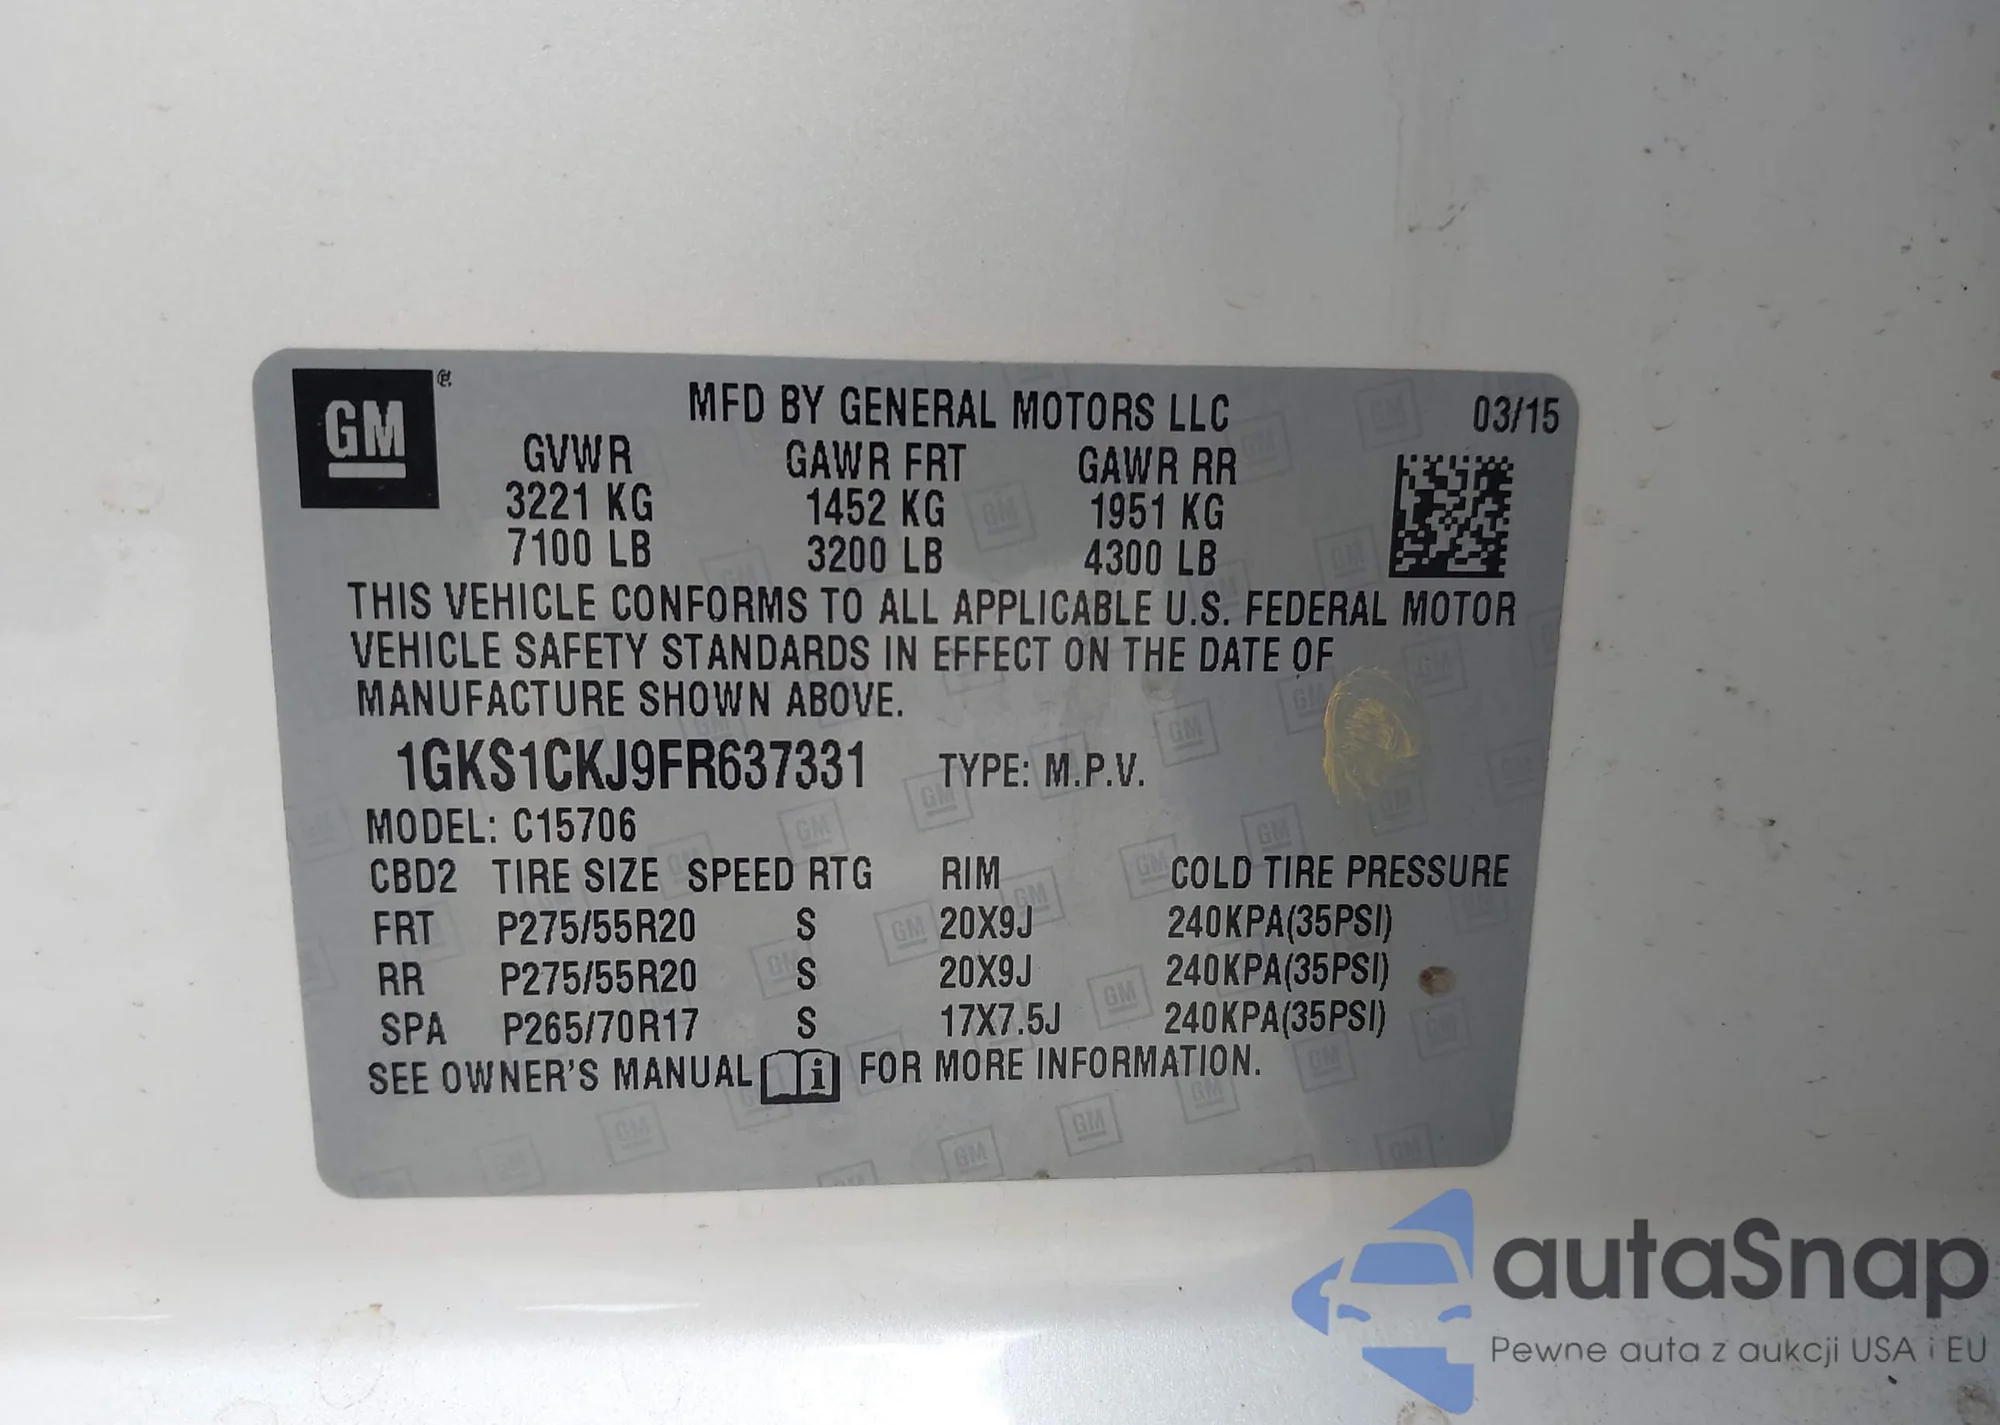 GM
MFD BY GENERAL MOTORS LLC 03/15
GVWR GAWR FRT GAWR RR
3221 KG 1452 KG 1951 KG
7100 LB 3200 LB 4300 LB
THIS VEHICLE CONFORMS TO ALL APPLICABLE U.S. FEDERAL MOTOR
VEHICLE SAFETY STANDARDS IN EFFECT ON THE DATE OF
MANUFACTURE SHOWN ABOVE.
1GKS1CKJ9FR637331 TYPE: M.P.V.
MODEL: C15706
CBD2 TIRE SIZE SPEED RTG RIM COLD TIRE PRESSURE
FRT P275/55R20 S 20X9J 240KPA(35PSI)
RR P275/55R20 S 20X9J 240KPA(35PSI)
SPA P265/70R17 S 17X7.5J 240KPA(35PSI)
SEE OWNER'S MANUAL i FOR MORE INFORMATION.
autaSnap
Pewne auta z aukcji USA i EU